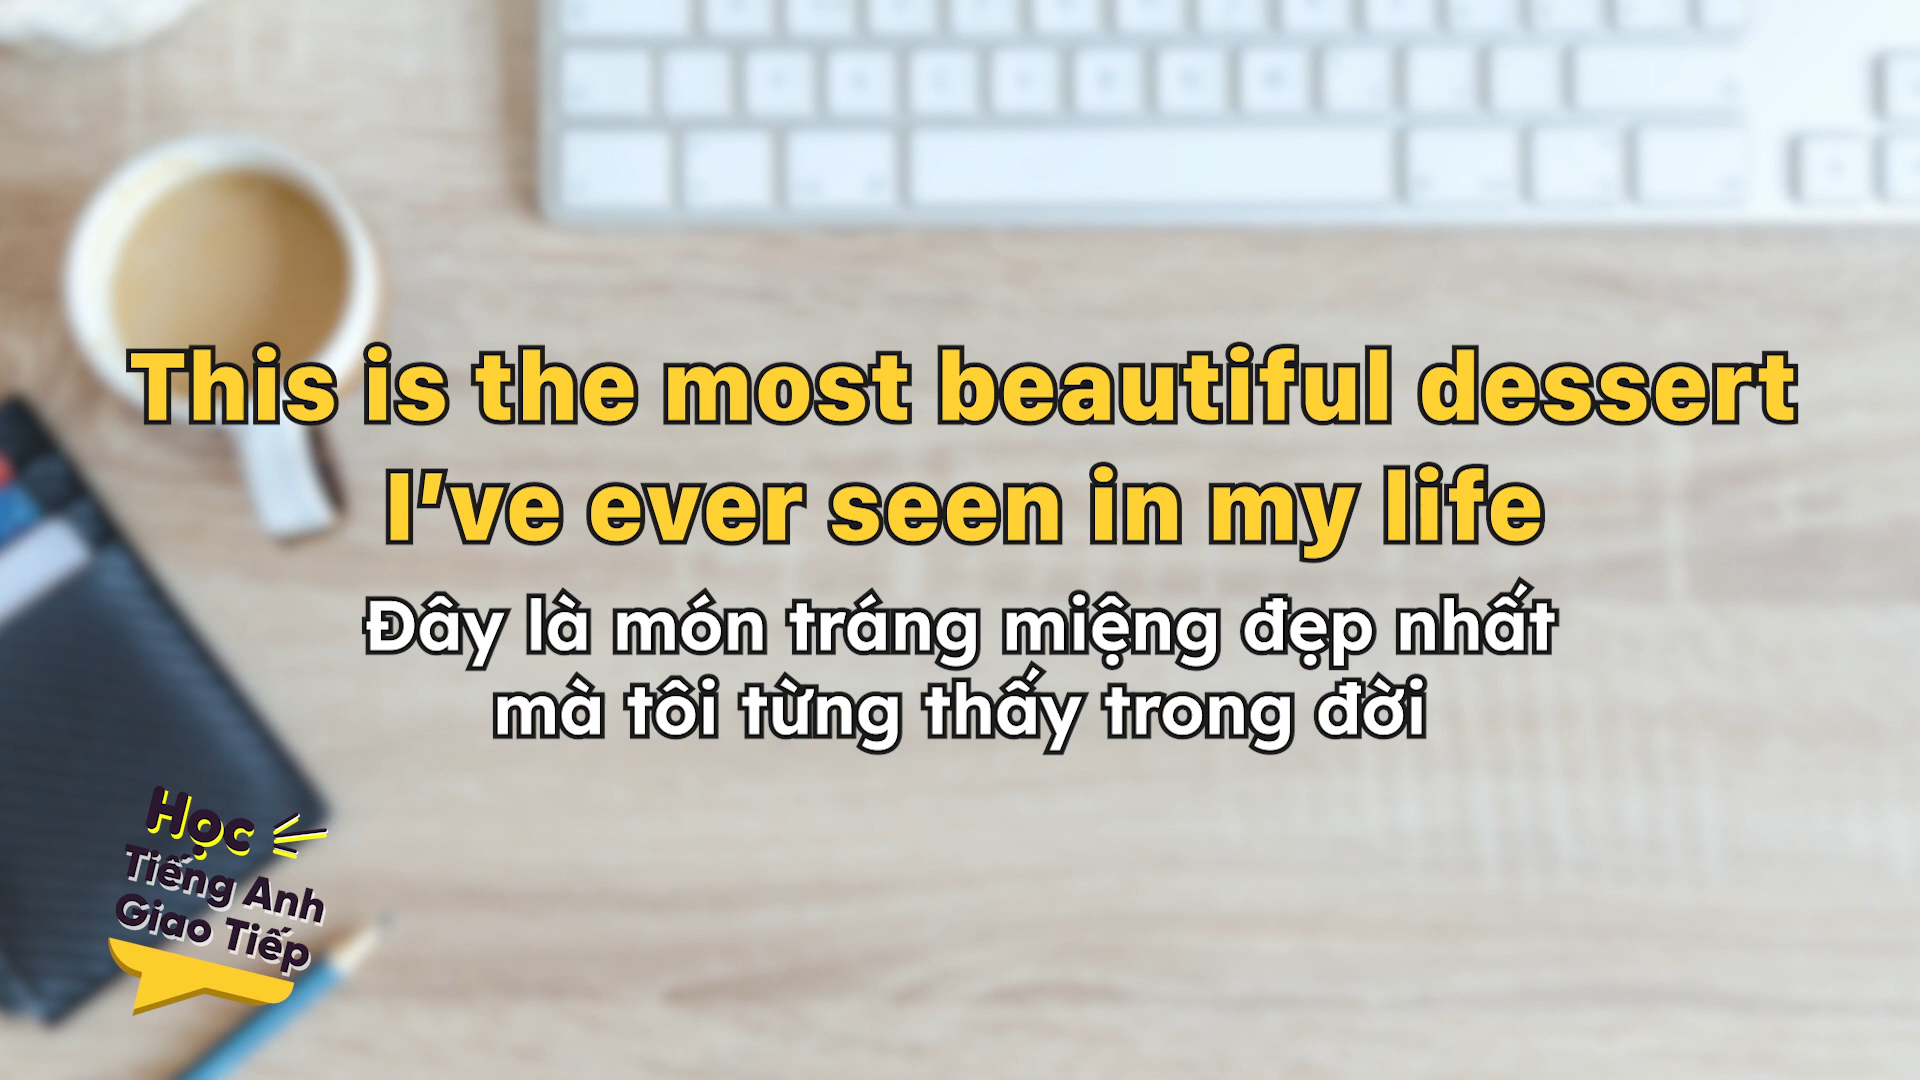 This is the most beautiful dessert
I've ever seen in my life
Đây là món tráng miệng đẹp nhất
mà tôi từng thấy trong đời
Học
Tiếng Anh
Giao Tiếp